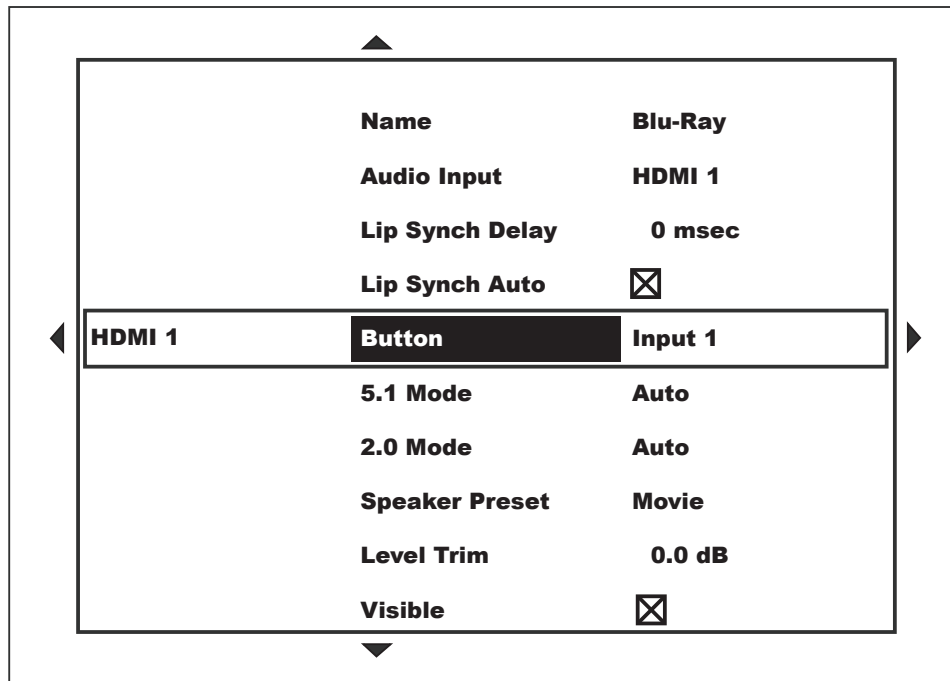 Name Blu-Ray
Audio Input HDMI 1
Lip Synch Delay 0 msec
Lip Synch Auto
HDMI 1 Button Input 1
5.1 Mode Auto
2.0 Mode Auto
Speaker Preset Movie
Level Trim 0.0 dB
Visible